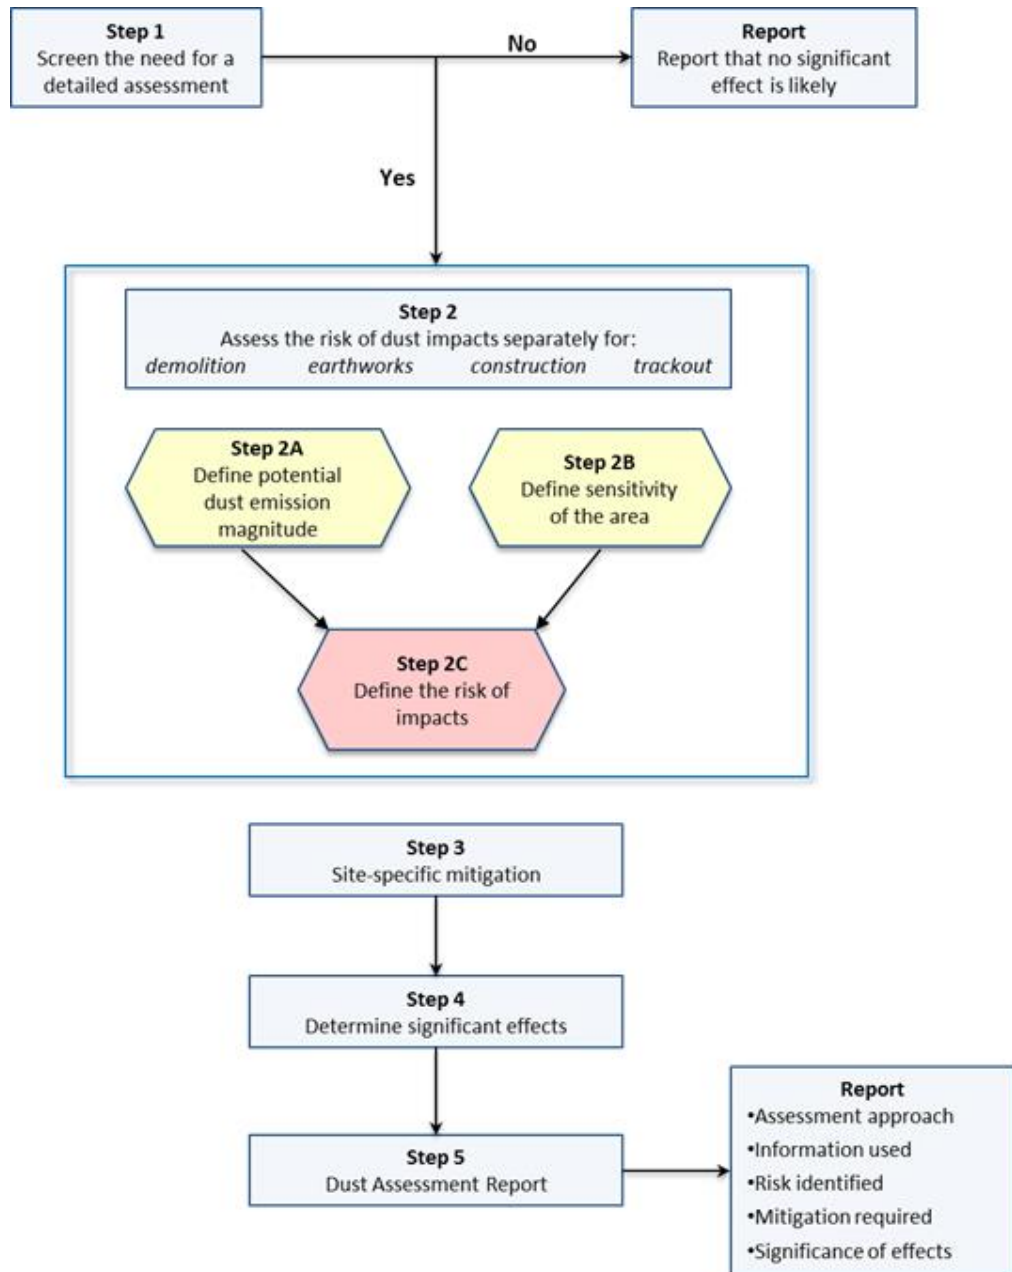 Step 1
Screen the need for a
detailed assessment
No
Report
Report that no significant
effect is likely
Yes
Step 2
Assess the risk of dust impacts separately for:
demolition earthworks construction trackout
Step 2A
Define potential
dust emission
magnitude
Step 2B
Define sensitivity
of the area
Step 2C
Define the risk of
impacts
Step 3
Site-specific mitigation
Step 4
Determine significant effects
Step 5
Dust Assessment Report
Report
•Assessment approach
•Information used
•Risk identified
•Mitigation required
•Significance of effects